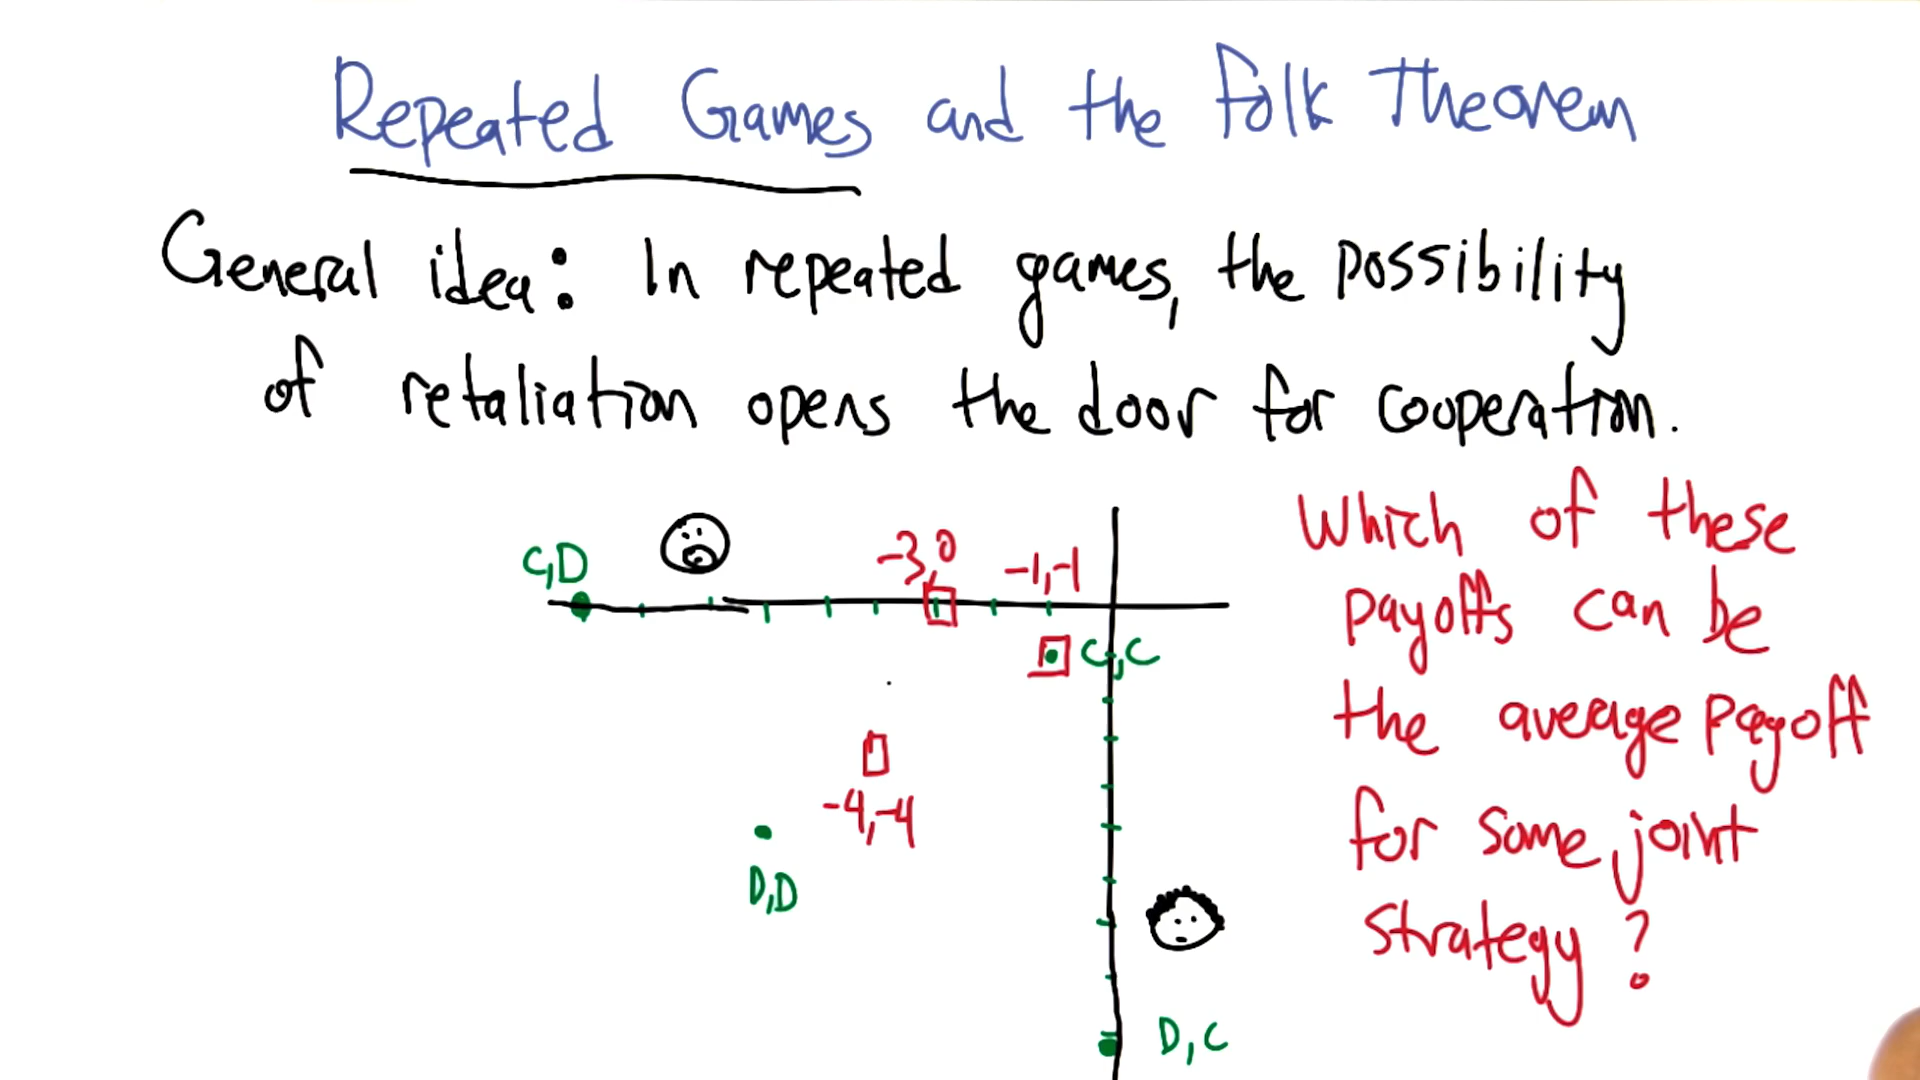 Repeated Games and the Folk Theorem
General idea: In repeated games, the possibility
of retaliation opens the door for cooperation.
C,D
-3,0
-1,-1
C,C
-4,-4
D,D
D,C
Which of these
payoffs can be
the average payoff
for some joint
strategy?